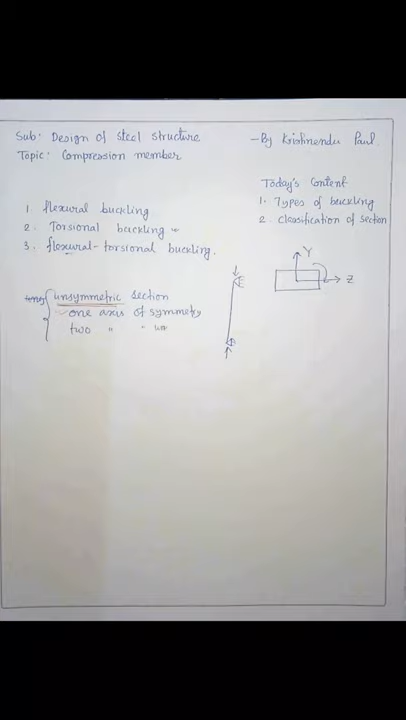 Sub: Design of steel structure
- By Krishnendu Paul.
Topic: Compression member
Today's Content
1. Types of buckling
2. Classification of section
1. flexural buckling
2. Torsional buckling
3. flexural-torsional buckling.
Y
Z
unsymmetric section
one axis of symmetry
two " "